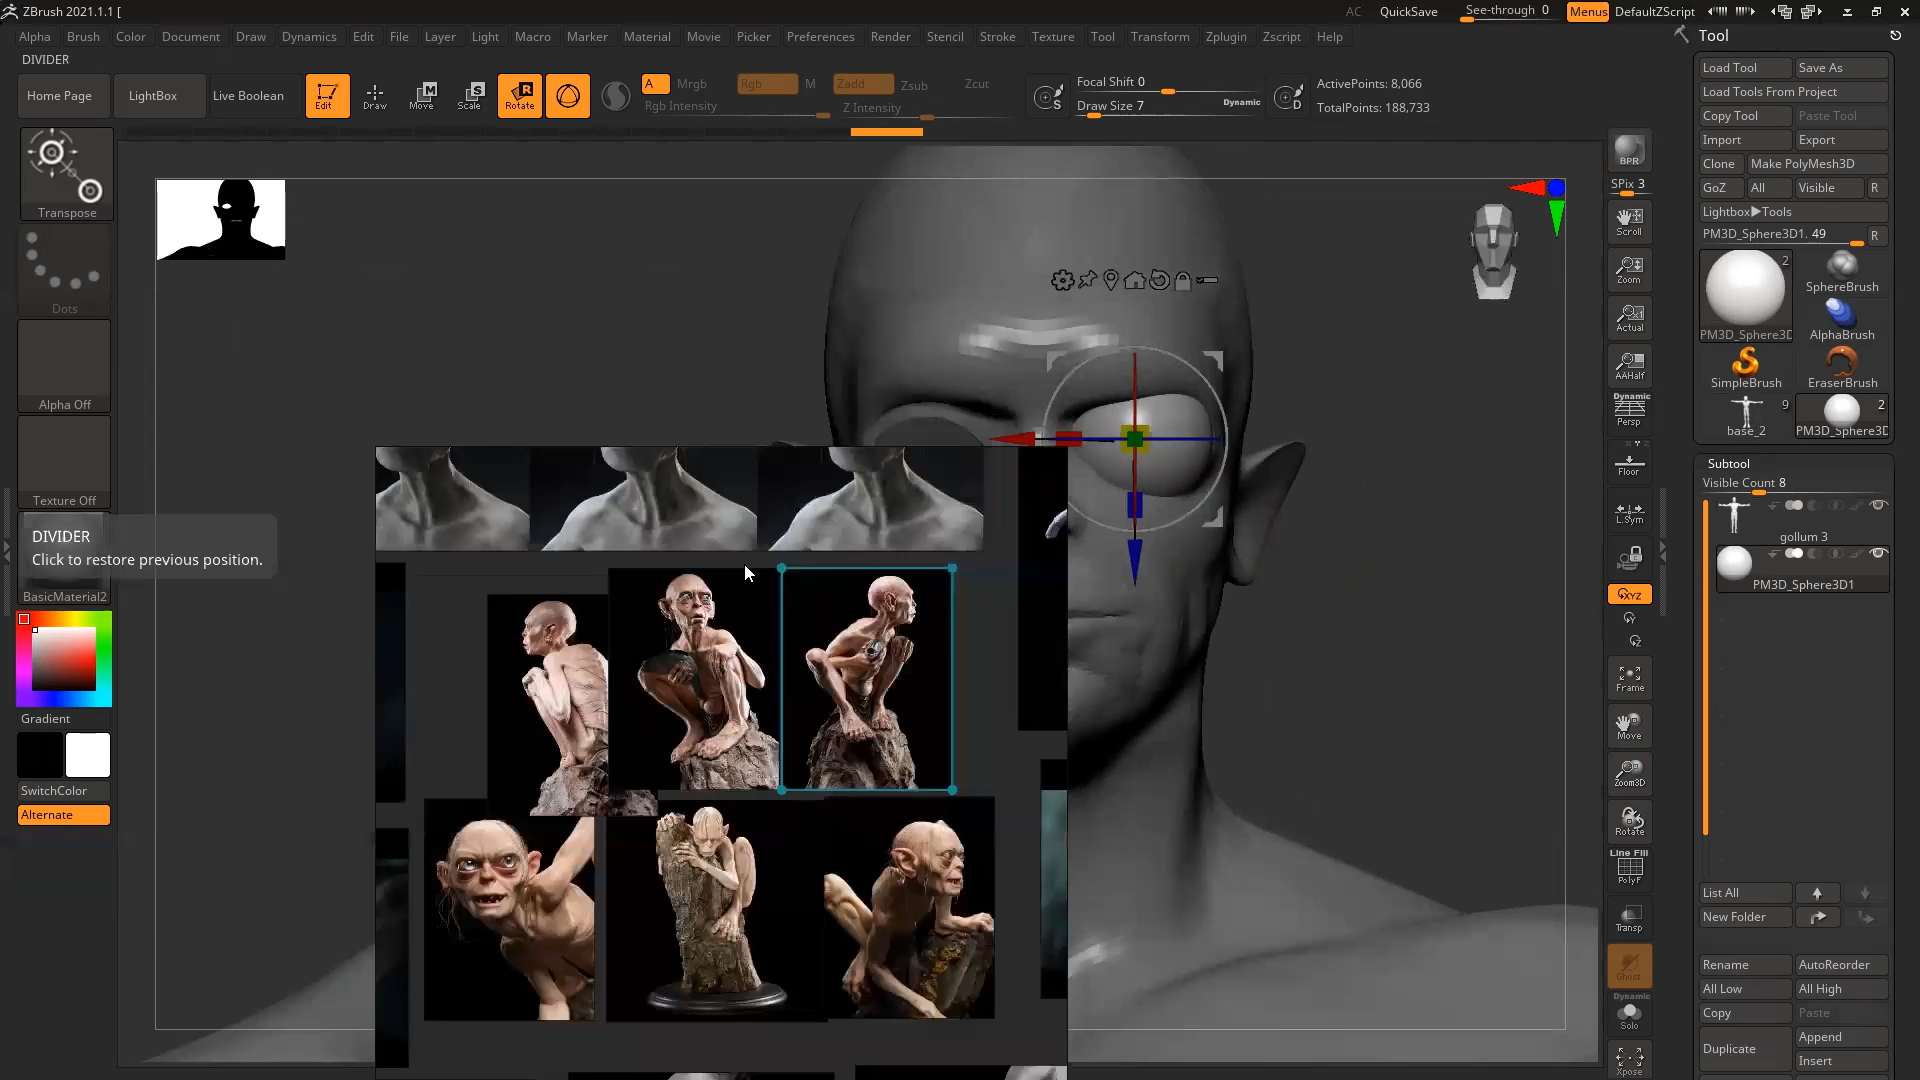 ZBrush 2021.1.1 [
AC
QuickSave
See-through 0
Menus
DefaultZScript
Alpha Brush Color Document Draw Dynamics Edit File Layer Light Macro Marker Material Movie Picker Preferences Render Stencil Stroke Texture Tool Transform Zplugin Zscript Help
DIVIDER
Home Page
LightBox
Live Boolean
Edit
Draw
Move
Scale
Rotate
A
Mrgb
Rgb
M
Zadd
Zsub
Zcut
Rgb Intensity
Z Intensity
S
Focal Shift 0
Draw Size 7
Dynamic
D
ActivePoints: 8,066
TotalPoints: 188,733
Transpose
Dots
Alpha Off
Texture Off
DIVIDER
Click to restore previous position.
BasicMaterial2
Gradient
SwitchColor
Alternate
BPR
SPix 3
Scroll
Zoom
Actual
AAHalf
Dynamic
Persp
Floor
L.Sym
XYZ
Y
Z
Frame
Move
Zoom3D
Rotate
Line Fill
PolyF
Transp
Ghost
Dynamic
Solo
Xpose
Tool
Load Tool
Save As
Load Tools From Project
Copy Tool
Paste Tool
Import
Export
Clone
Make PolyMesh3D
GoZ
All
Visible
R
Lightbox▶Tools
PM3D_Sphere3D1. 49
R
2
PM3D_Sphere3D
SphereBrush
AlphaBrush
SimpleBrush
EraserBrush
9
base_2
2
PM3D_Sphere3D
Subtool
Visible Count 8
gollum 3
PM3D_Sphere3D1
List All
New Folder
Rename
AutoReorder
All Low
All High
Copy
Paste
Duplicate
Append
Insert